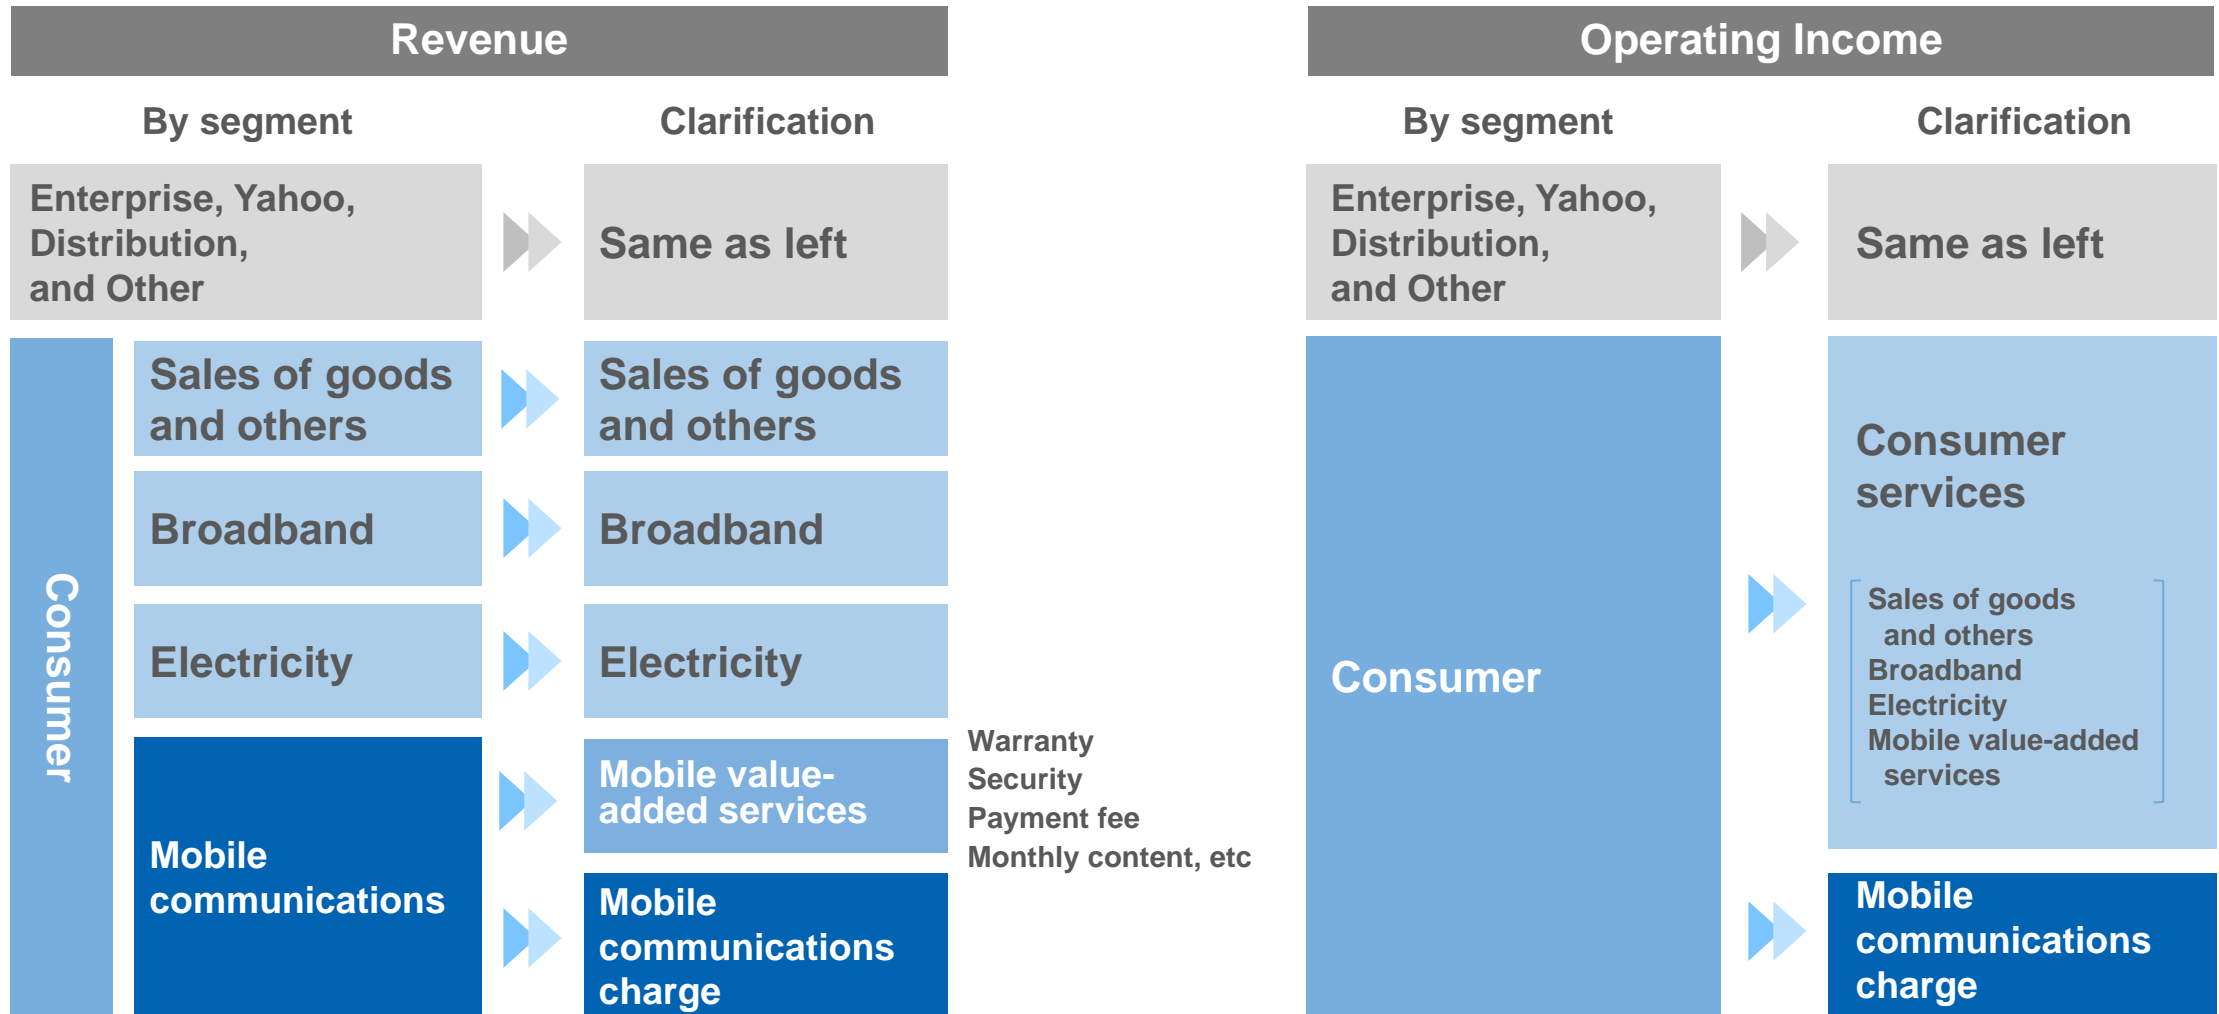 Revenue
By segment
Clarification
Enterprise, Yahoo,
Distribution,
and Other
Same as left
Consumer
Sales of goods
and others
Sales of goods
and others
Broadband
Broadband
Electricity
Electricity
Mobile
communications
Mobile value-
added services
Warranty
Security
Payment fee
Monthly content, etc
Mobile
communications
charge
Operating Income
By segment
Clarification
Enterprise, Yahoo,
Distribution,
and Other
Same as left
Consumer
Consumer
services
Sales of goods
and others
Broadband
Electricity
Mobile value-added
services
Mobile
communications
charge